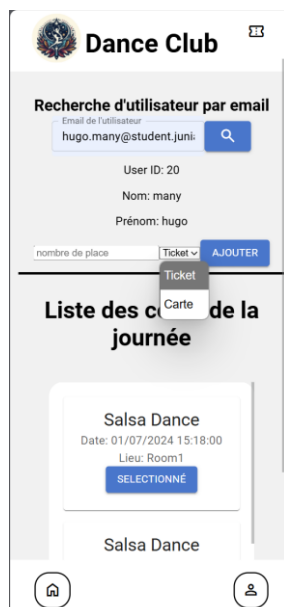 Dance Club
Recherche d'utilisateur par email
Email de l'utilisateur
hugo.many@student.juni
User ID: 20
Nom: many
Prénom: hugo
nombre de place Ticket AJOUTER
Ticket
Carte
Liste des co de la
journée
Salsa Dance
Date: 01/07/2024 15:18:00
Lieu: Room1
SELECTIONNÉ
Salsa Dance